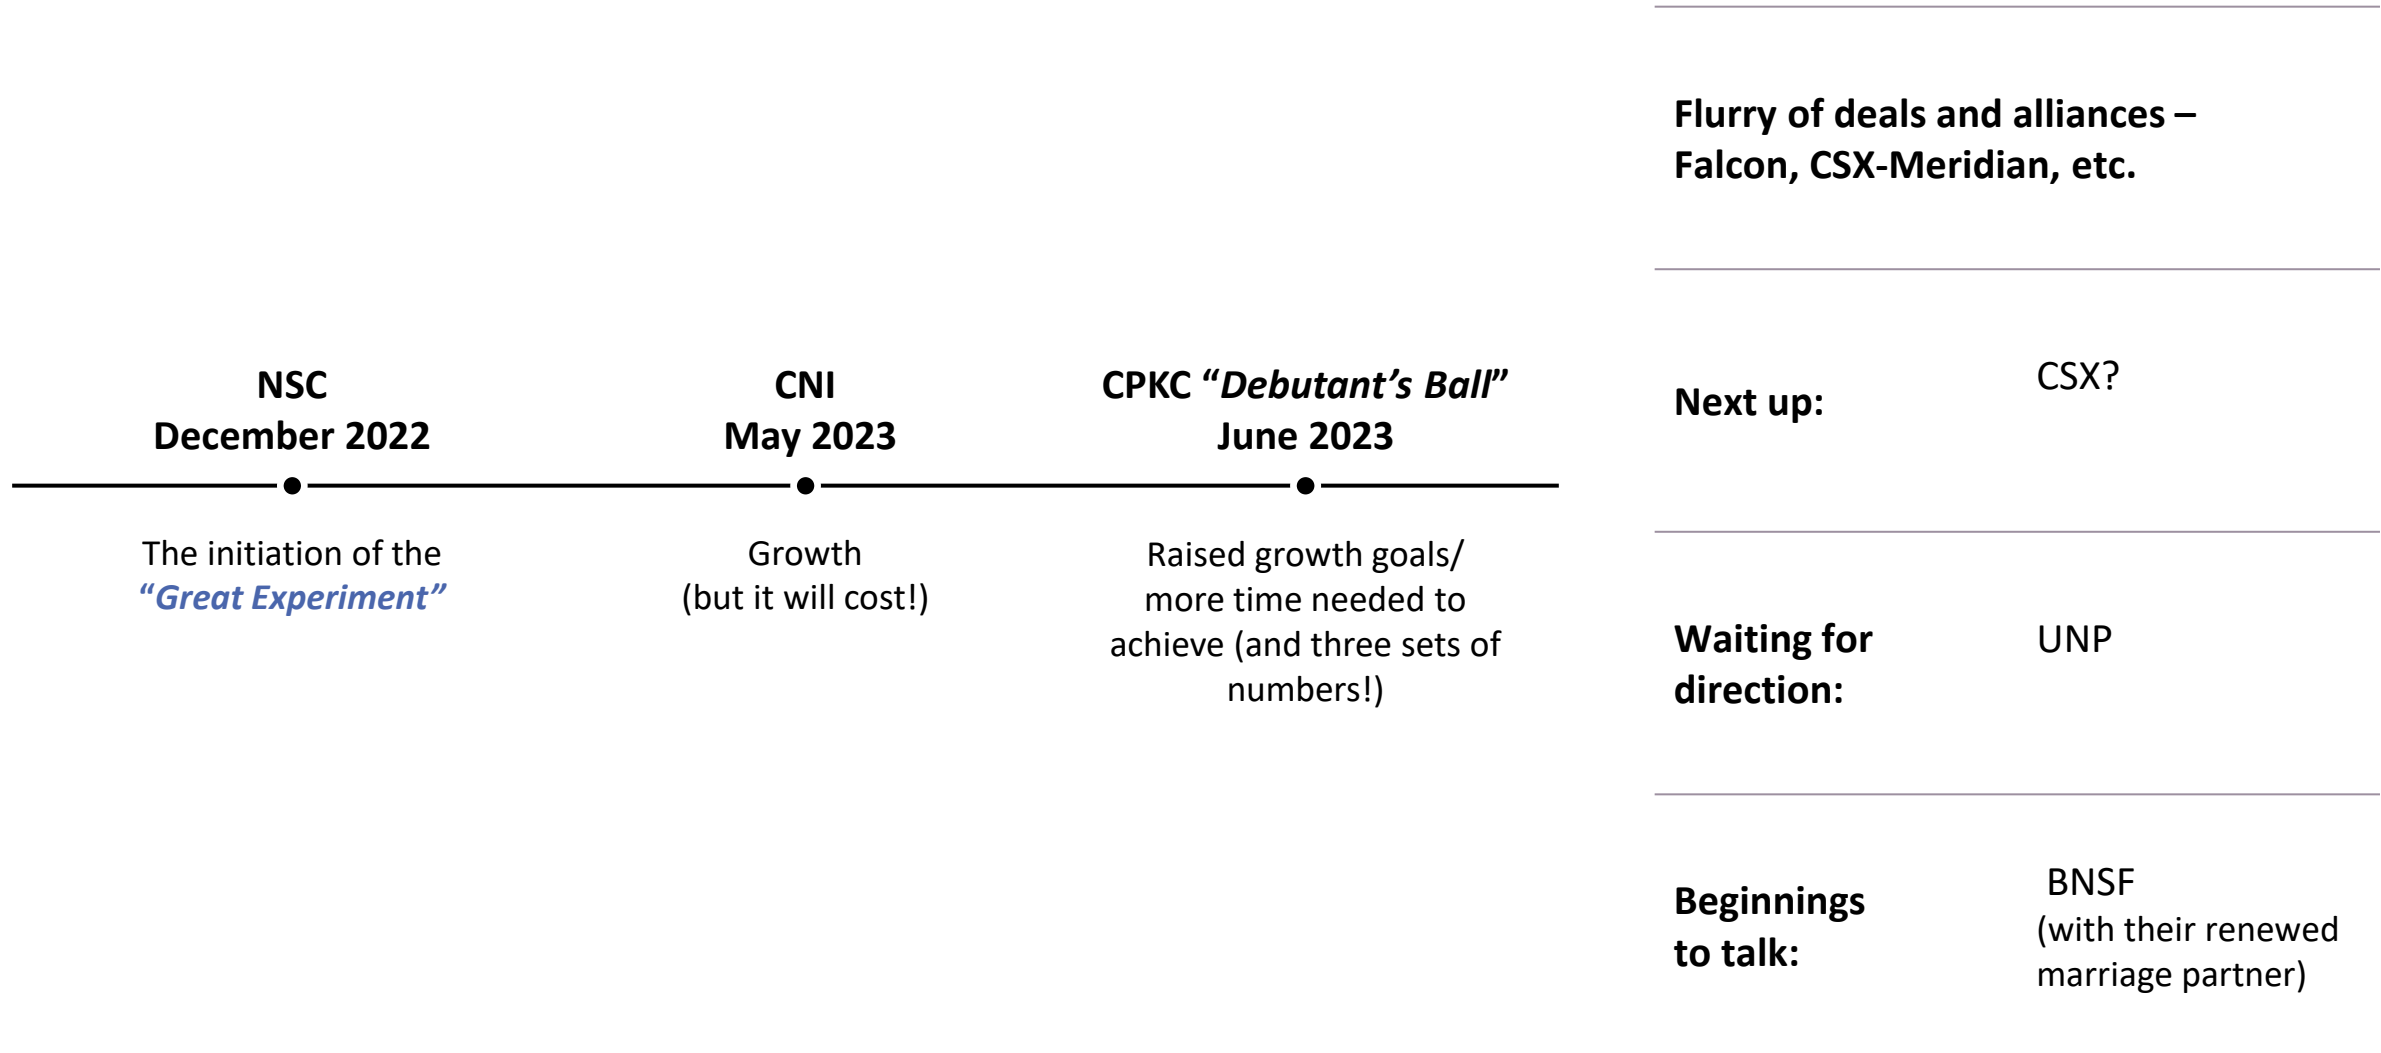 NSC
December 2022
The initiation of the
“Great Experiment”
CNI
May 2023
Growth
(but it will cost!)
CPKC “Debutant’s Ball”
June 2023
Raised growth goals/
more time needed to
achieve (and three sets of
numbers!)
Flurry of deals and alliances –
Falcon, CSX-Meridian, etc.
Next up:
CSX?
Waiting for
direction:
UNP
Beginnings
to talk:
BNSF
(with their renewed
marriage partner)